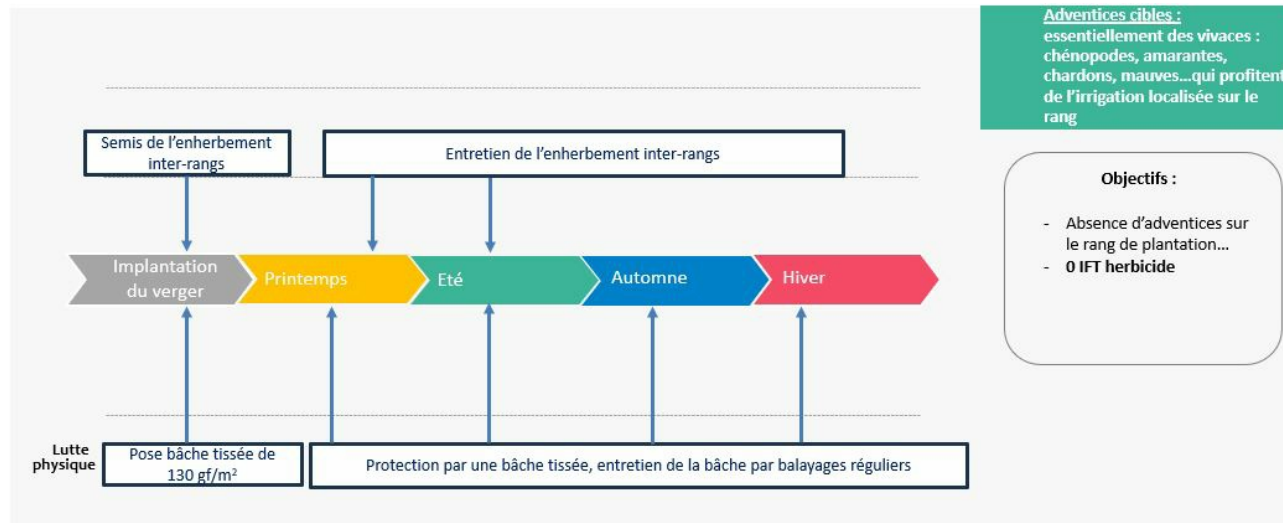 Adventices cibles :
essentiellement des vivaces :
chénopodes, amarantes,
chardons, mauves...qui profitent
de l'irrigation localisée sur le
rang
Semis de l'enherbement
inter-rangs
Entretien de l'enherbement inter-rangs
Objectifs :
- Absence d'adventices sur
le rang de plantation...
- 0 IFT herbicide
Implantation
du verger
Printemps
Eté
Automne
Hiver
Lutte
physique
Pose bâche tissée de
130 gf/m²
Protection par une bâche tissée, entretien de la bâche par balayages réguliers